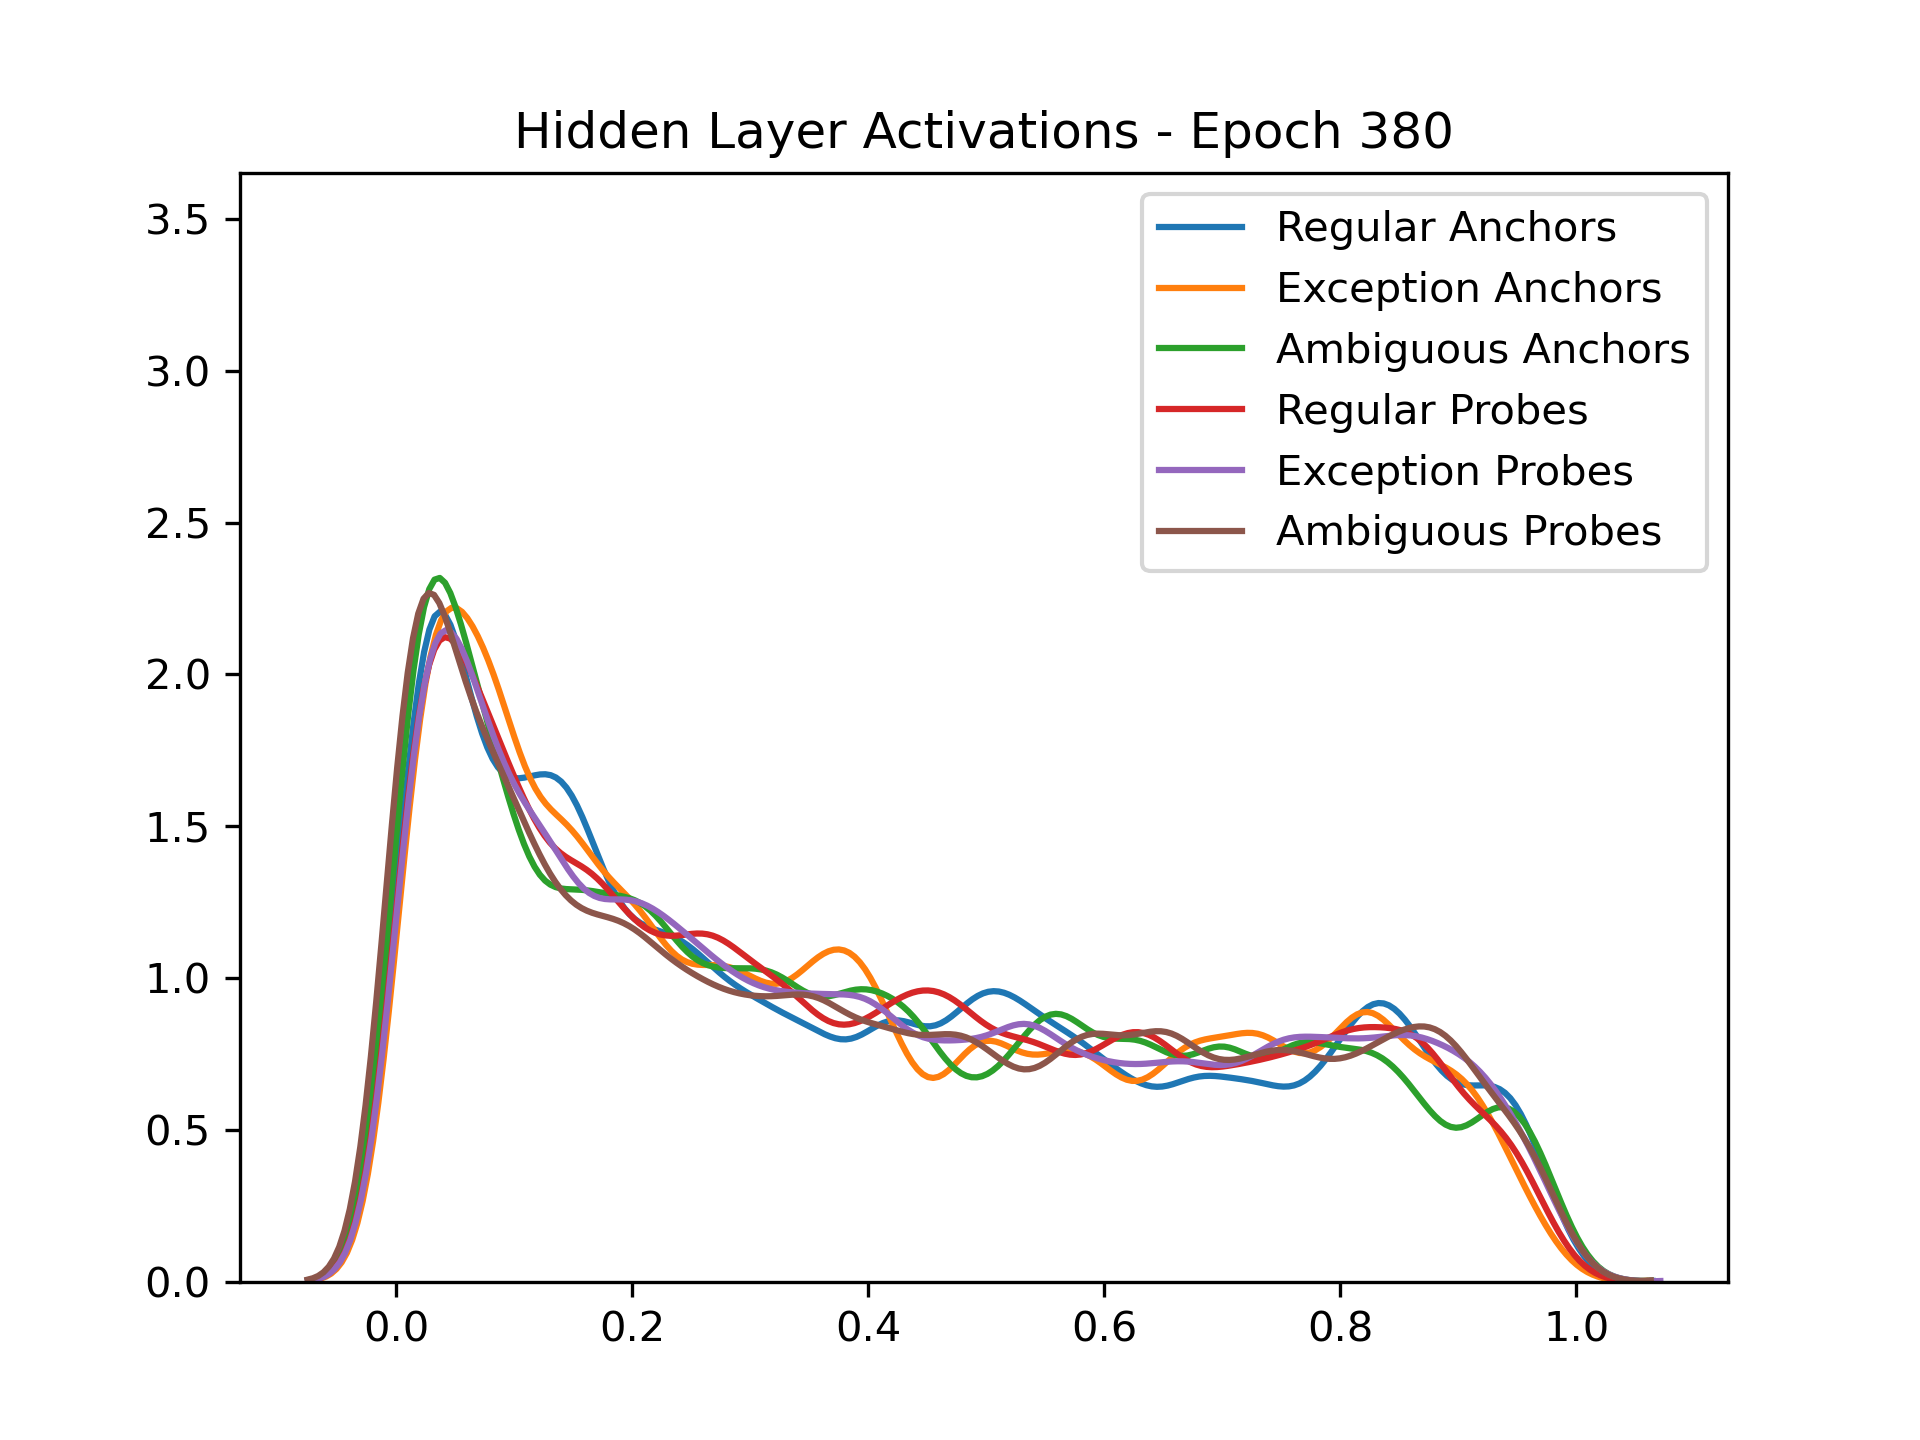 Hidden Layer Activations - Epoch 380
3.5
3.0
2.5
2.0
1.5
1.0
0.5
0.0
Regular Anchors
Exception Anchors
Ambiguous Anchors
Regular Probes
Exception Probes
Ambiguous Probes
0.0 0.2 0.4 0.6 0.8 1.0